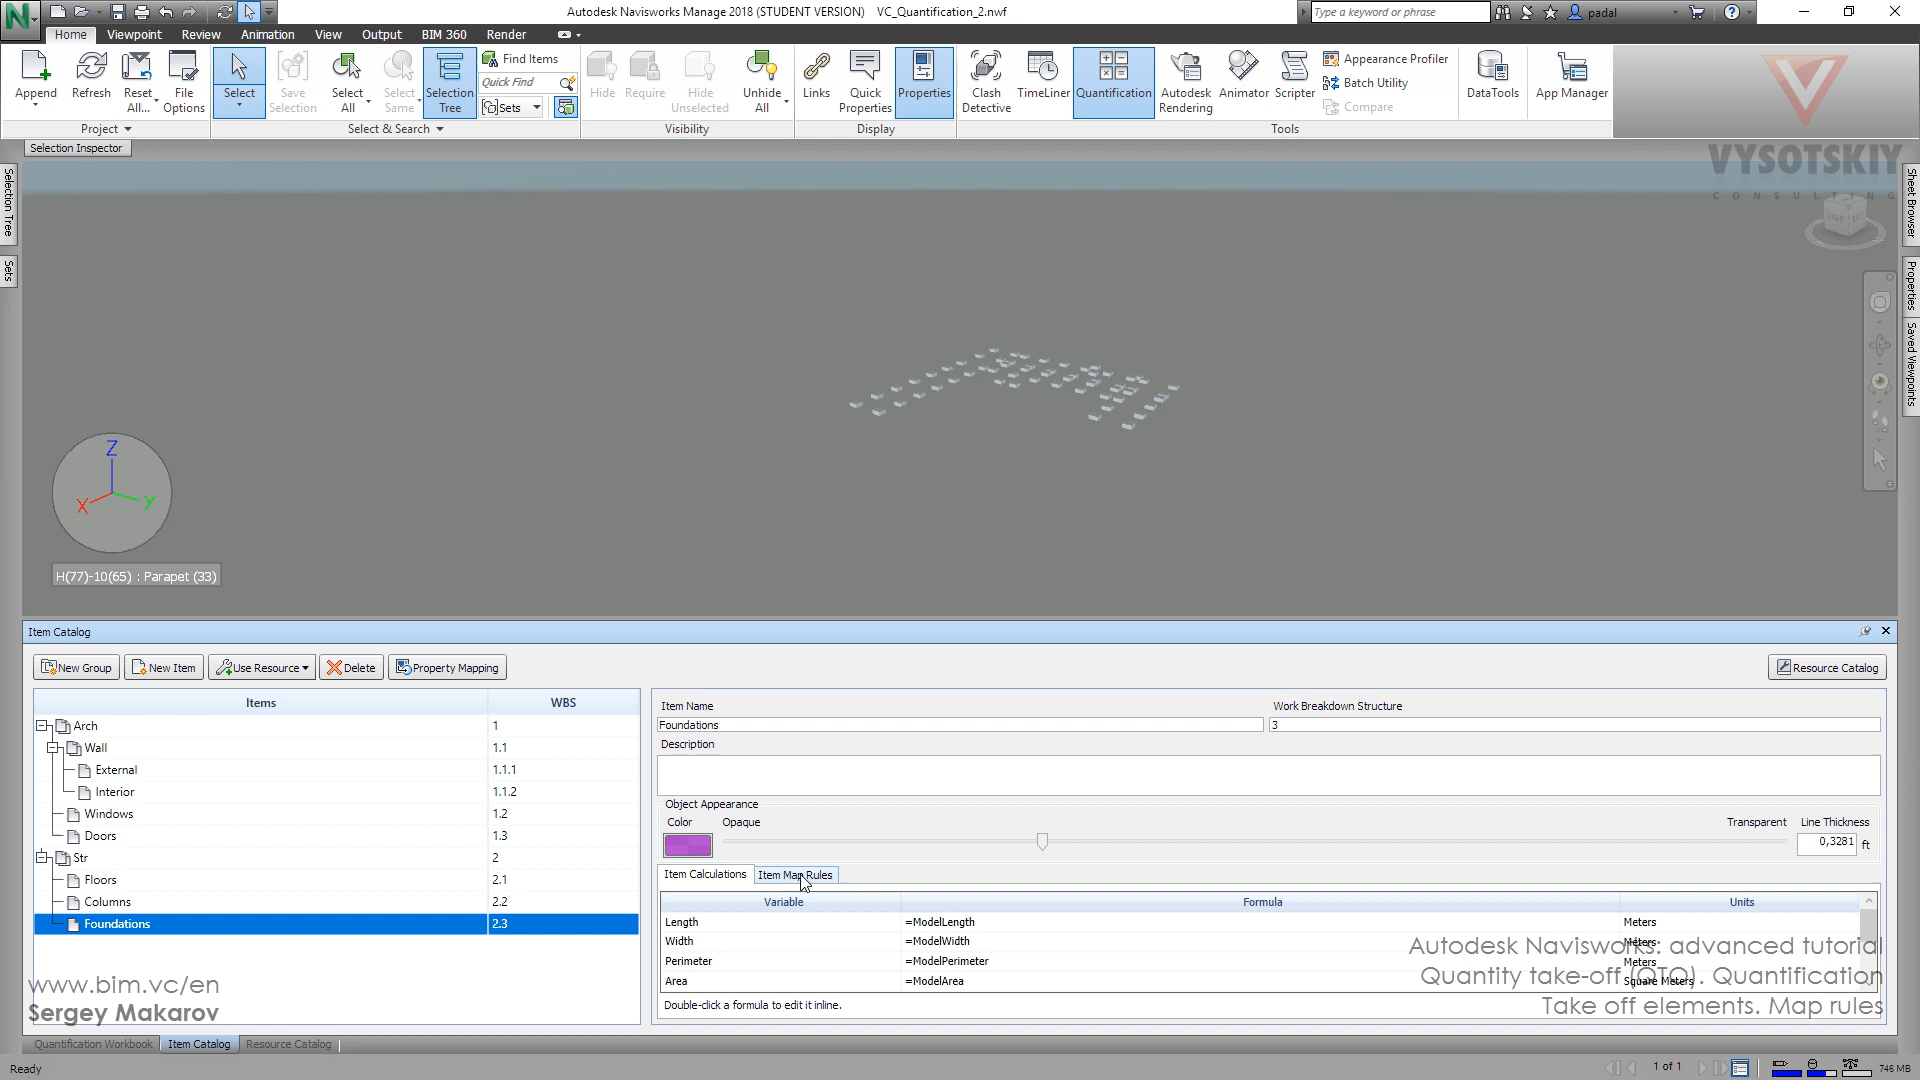 Autodesk Navisworks Manage 2018 (STUDENT VERSION) VC_Quantification_2.nwf
Type a keyword or phrase
padal
Home Viewpoint Review Animation View Output BIM 360 Render
Append
Refresh
Reset All...
File Options
Project
Select
Save Selection
Select All
Select Same
Selection Tree
Find Items
Quick Find
Sets
Select & Search
Hide
Require
Hide Unselected
Unhide All
Visibility
Links
Quick Properties
Properties
Display
Clash Detective
TimeLiner
Quantification
Autodesk Rendering
Animator
Scripter
Appearance Profiler
Batch Utility
Compare
Tools
DataTools
App Manager
Selection Inspector
VYSOTSKIY
CONSULTING
Selection Tree
Sets
Sheet Browser
Properties
Saved Viewpoints
Z
X
Y
H(77)-10(65) : Parapet (33)
Item Catalog
New Group New Item Use Resource Delete Property Mapping Resource Catalog
Items WBS
Arch 1
Wall 1.1
External 1.1.1
Interior 1.1.2
Windows 1.2
Doors 1.3
Str 2
Floors 2.1
Columns 2.2
Foundations 2.3
Item Name Work Breakdown Structure
Foundations 3
Description
Object Appearance
Color Opaque Transparent Line Thickness
0,3281 ft
Item Calculations Item Map Rules
Variable Formula Units
Length =ModelLength Meters
Width =ModelWidth Meters
Perimeter =ModelPerimeter Meters
Area =ModelArea Square Meters
Double-click a formula to edit it inline.
www.bim.vc/en
Sergey Makarov
Autodesk Navisworks: advanced tutorial
Quantity take-off (QTO). Quantification
Take off elements. Map rules
Quantification Workbook Item Catalog Resource Catalog
Ready
1 of 1
746 MB